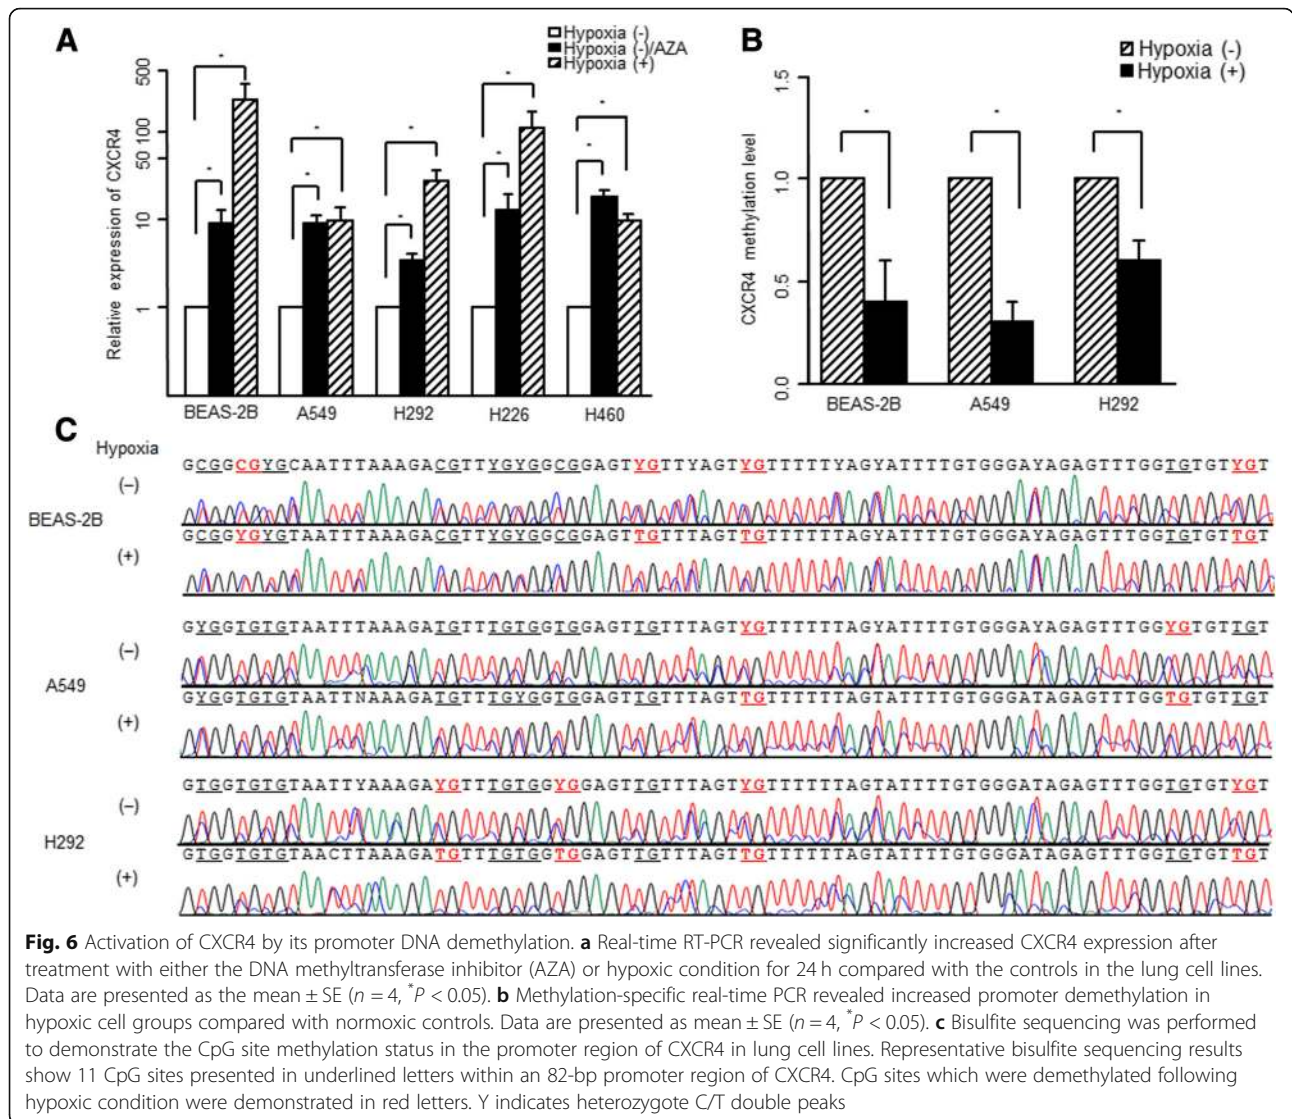 A
Hypoxia (-)
Hypoxia (-)/AZA
Hypoxia (+)
Relative expression of CXCR4
500
100
50
10
1
* * * * * * * * * *
BEAS-2B A549 H292 H226 H460
B
Hypoxia (-)
Hypoxia (+)
CXCR4 methylation level
1.5
1.0
0.5
0.0
* * *
BEAS-2B A549 H292
C
Hypoxia
BEAS-2B
(−)
GCGGCGYGCAATTTAAAGACGTTYGYGGCGGAGTYGTTYAGTYGTTTTTYAGYATTTTGTGGGAYAGAGTTTGGTGTGTYGT
(+)
GCGGYGYGTAATTTAAAGACGTTYGYGGCGGAGTTGTTTAGTTGTTTTTTAGYATTTTGTGGGAYAGAGTTTGGTGTGTTGT
A549
(−)
GYGGTGTGTAATTTAAAGATGTTTGTGGTGGAGTTGTTTAGTYGTTTTTTAGYATTTTGTGGGAYAGAGTTTGGYGTGTTGT
(+)
GYGGTGTGTAATTNAAAGATGTTTGYGGTGGAGTTGTTTAGTTGTTTTTTAGTATTTTGTGGGATAGAGTTTGGTGTGTTGT
H292
(−)
GTGGTGTGTAATTYAAAGAYGTTTGTGGYGGAGTTGTTTAGTYGTTTTTTAGTATTTTGTGGGATAGAGTTTGGTGTGTYGT
(+)
GTGGTGTGTAACTTAAAGATGTTTGTGGTGGAGTTGTTTAGTTGTTTTTTAGTATTTTGTGGGATAGAGTTTGGTGTGTTGT
Fig. 6 Activation of CXCR4 by its promoter DNA demethylation. a Real-time RT-PCR revealed significantly increased CXCR4 expression after
treatment with either the DNA methyltransferase inhibitor (AZA) or hypoxic condition for 24 h compared with the controls in the lung cell lines.
Data are presented as the mean ± SE (n = 4, *P < 0.05). b Methylation-specific real-time PCR revealed increased promoter demethylation in
hypoxic cell groups compared with normoxic controls. Data are presented as mean ± SE (n = 4, *P < 0.05). c Bisulfite sequencing was performed
to demonstrate the CpG site methylation status in the promoter region of CXCR4 in lung cell lines. Representative bisulfite sequencing results
show 11 CpG sites presented in underlined letters within an 82-bp promoter region of CXCR4. CpG sites which were demethylated following
hypoxic condition were demonstrated in red letters. Y indicates heterozygote C/T double peaks